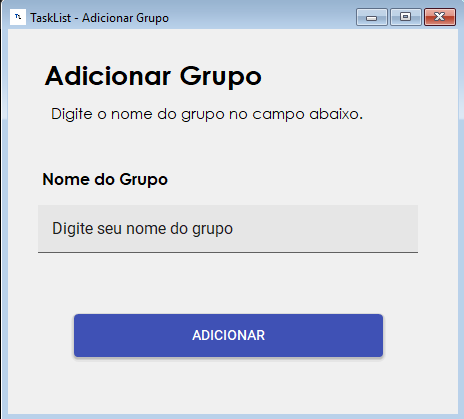 TaskList - Adicionar Grupo
Adicionar Grupo
Digite o nome do grupo no campo abaixo.
Nome do Grupo
Digite seu nome do grupo
ADICIONAR